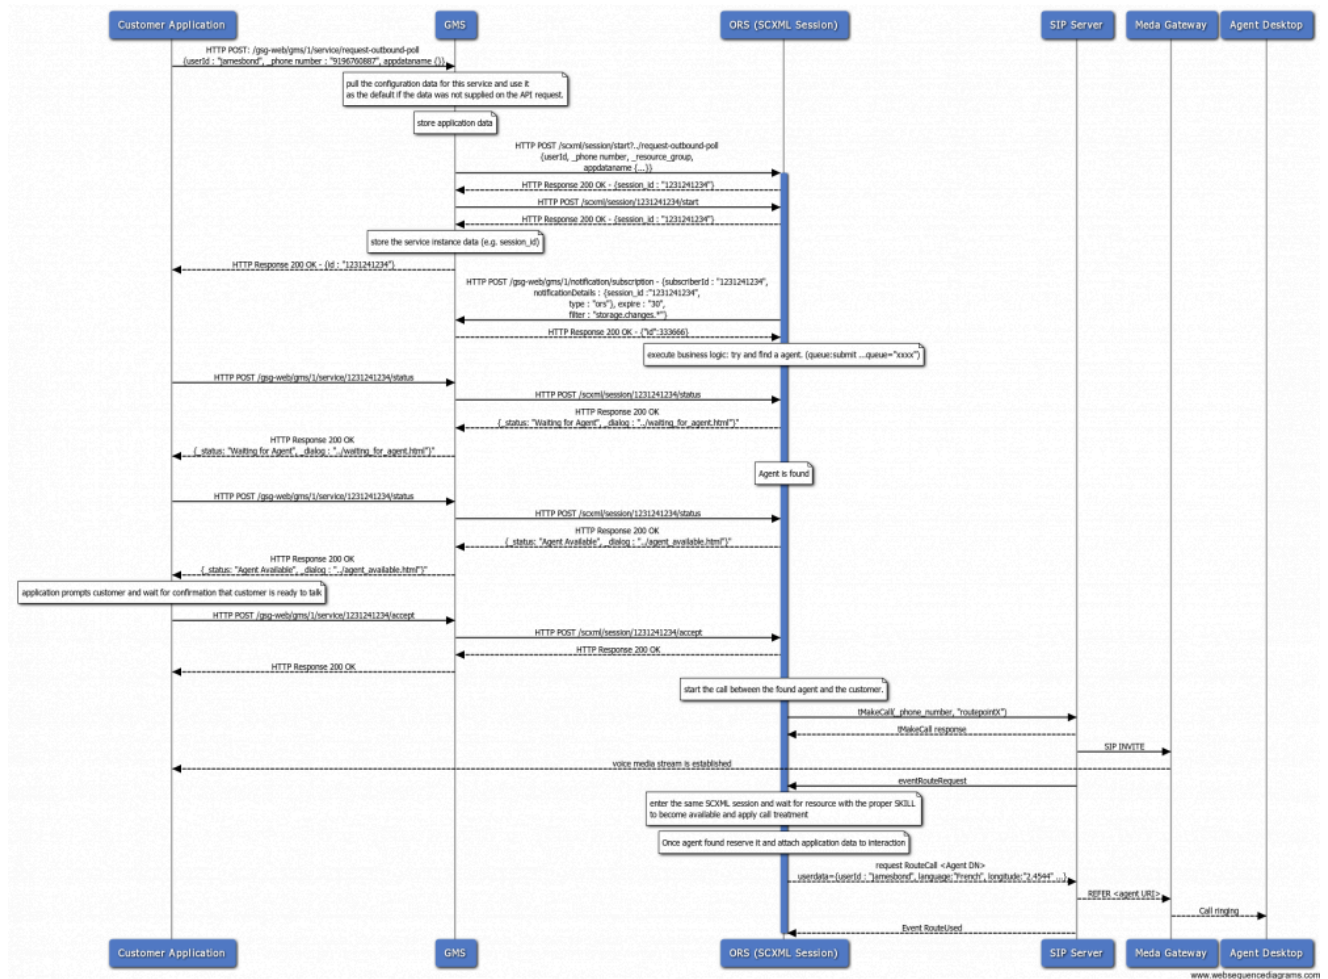 Customer Application
GMS
ORS (SCXML Session)
SIP Server
Meda Gateway
Agent Desktop
HTTP POST: /gsg-web/gms/1/service/request-outbound-poll
{userId : "jamesbond", _phone number : "9196760887", appdataname {}}
pull the configuration data for this service and use it
as the default if the data was not supplied on the API request.
store application data
HTTP POST /scxml/session/start?../request-outbound-poll
{userId, _phone number, _resource_group,
appdataname {...}}
HTTP Response 200 OK - {session_id : "1231241234"}
HTTP POST /scxml/session/1231241234/start
HTTP Response 200 OK - {session_id : "1231241234"}
store the service instance data (e.g. session_id)
HTTP Response 200 OK - {id : "1231241234"}
HTTP POST /gsg-web/gms/1/notification/subscription - {subscriberId : "1231241234",
notificationDetails : {session_id :"1231241234",
type : "ors"}, expire : "30",
filter : "storage.changes.*"}
HTTP Response 200 OK - {"id":333666}
execute business logic: try and find a agent. (queue:submit ...queue="xxxx")
HTTP POST /gsg-web/gms/1/service/1231241234/status
HTTP POST /scxml/session/1231241234/status
HTTP Response 200 OK
{_status: "Waiting for Agent", _dialog : "../waiting_for_agent.html"}"
HTTP Response 200 OK
{_status: "Waiting for Agent", _dialog : "../waiting_for_agent.html"}"
Agent is found
HTTP POST /gsg-web/gms/1/service/1231241234/status
HTTP POST /scxml/session/1231241234/status
HTTP Response 200 OK
{_status: "Agent Available", _dialog : "../agent_available.html"}"
HTTP Response 200 OK
{_status: "Agent Available", _dialog : "../agent_available.html"}"
application prompts customer and wait for confirmation that customer is ready to talk
HTTP POST /gsg-web/gms/1/service/1231241234/accept
HTTP POST /scxml/session/1231241234/accept
HTTP Response 200 OK
HTTP Response 200 OK
start the call between the found agent and the customer.
tMakeCall(_phone_number, "routepointX")
tMakeCall response
SIP INVITE
voice media stream is established
eventRouteRequest
enter the same SCXML session and wait for resource with the proper SKILL
to become available and apply call treatment
Once agent found reserve it and attach application data to interaction
request RouteCall <Agent DN>
userdata={userId : "jamesbond", language:"French", longitude:"2.4544" ...}
REFER <agent URI>
Call ringing
Event RouteUsed
Customer Application
GMS
ORS (SCXML Session)
SIP Server
Meda Gateway
Agent Desktop
www.websequencediagrams.com